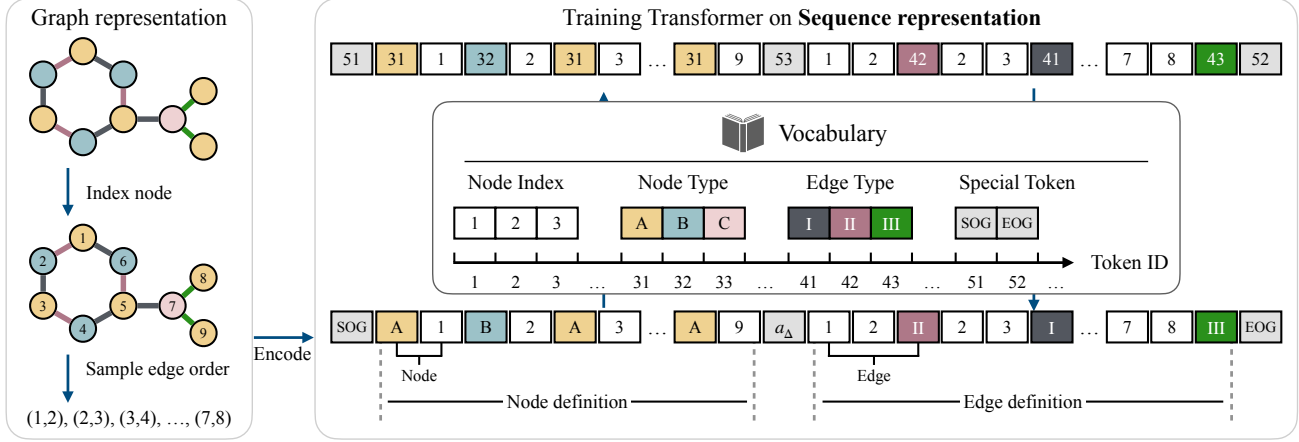 Graph representation
Index node
1
2
6
8
3
5
7
4
9
Sample edge order
(1,2), (2,3), (3,4), …, (7,8)
Encode
Training Transformer on Sequence representation
51 31 1 32 2 31 3 … 31 9 53 1 2 42 2 3 41 … 7 8 43 52
Vocabulary
Node Index Node Type Edge Type Special Token
1 2 3 A B C I II III SOG EOG
Token ID
1 2 3 … 31 32 33 … 41 42 43 … 51 52 …
SOG A 1 B 2 A 3 … A 9 a_Δ 1 2 II 2 3 I … 7 8 III EOG
Node Edge
Node definition Edge definition